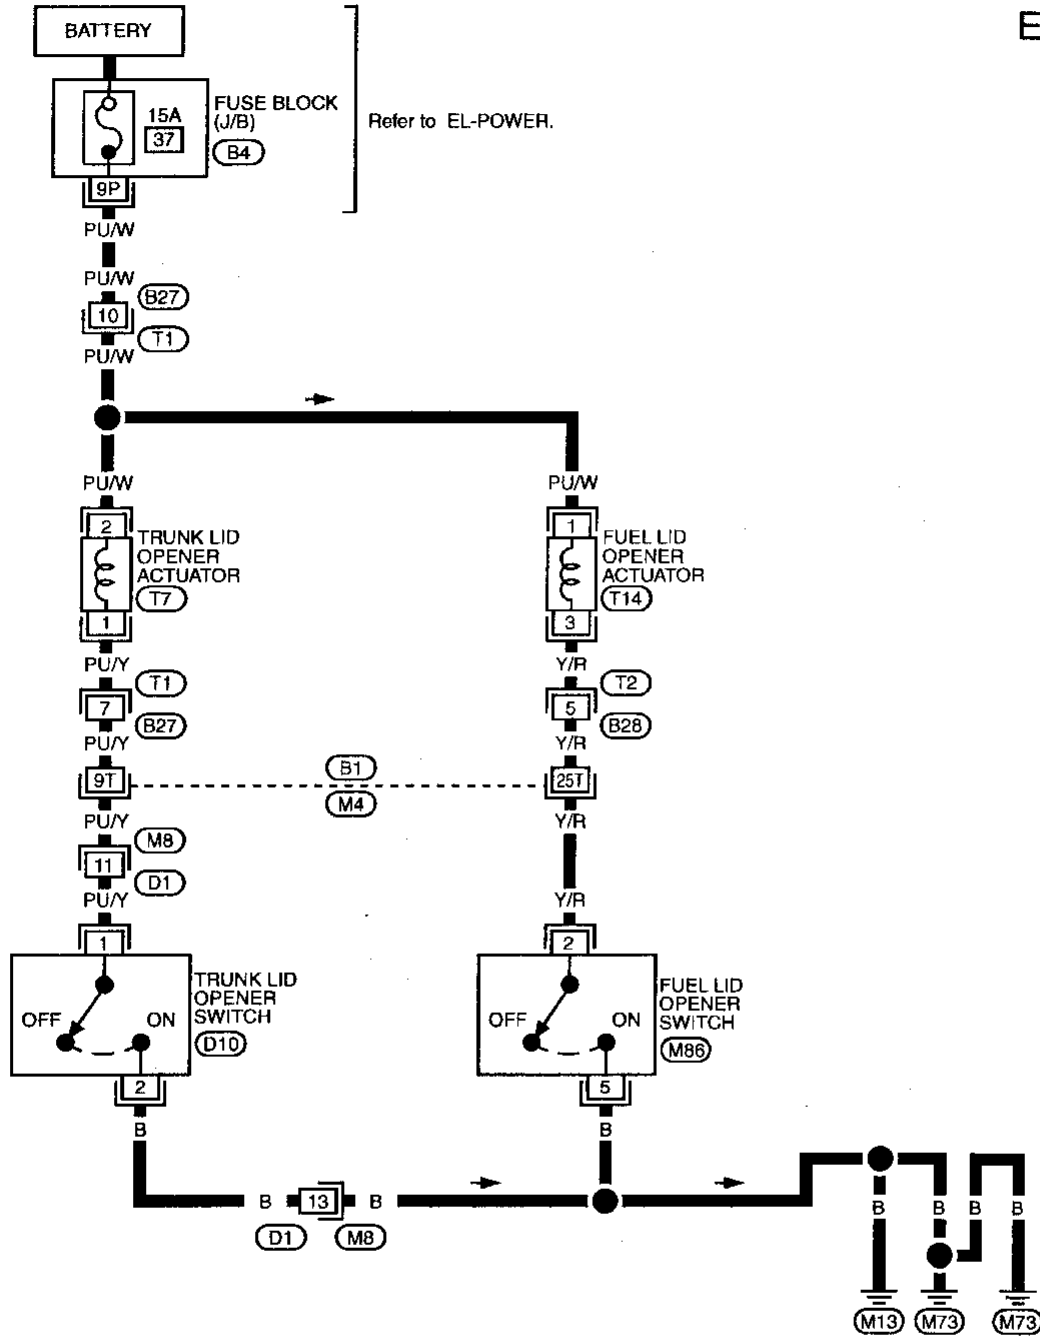 E
BATTERY
15A
37
FUSE BLOCK
(J/B)
B4
Refer to EL-POWER.
9P
PU/W
PU/W
B27
10
T1
PU/W
PU/W
PU/W
2
TRUNK LID
OPENER
ACTUATOR
T7
1
1
FUEL LID
OPENER
ACTUATOR
T14
3
PU/Y
Y/R
T1
7
B27
T2
5
B28
PU/Y
Y/R
9T
B1
M4
25T
PU/Y
Y/R
M8
11
D1
PU/Y
Y/R
1
2
OFF
ON
TRUNK LID
OPENER
SWITCH
D10
OFF
ON
FUEL LID
OPENER
SWITCH
M86
2
5
B
B
B
13
B
D1
M8
B
B
B
B
M13
M73
M73